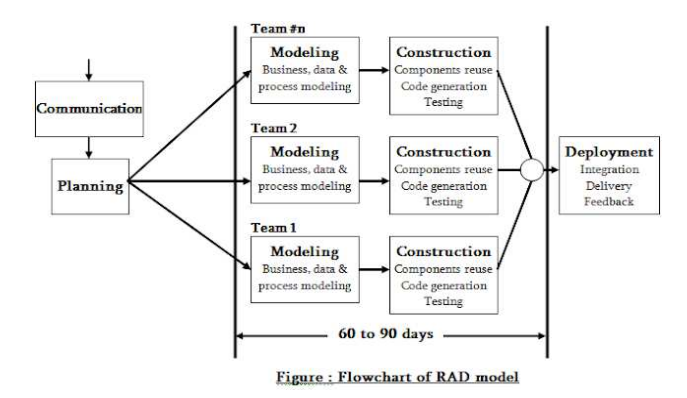 Communication
Planning
Team #n
Modeling
Business, data &
process modeling
Construction
Components reuse
Code generation
Testing
Team 2
Modeling
Business, data &
process modeling
Construction
Components reuse
Code generation
Testing
Team 1
Modeling
Business, data &
process modeling
Construction
Components reuse
Code generation
Testing
Deployment
Integration
Delivery
Feedback
60 to 90 days
Figure : Flowchart of RAD model